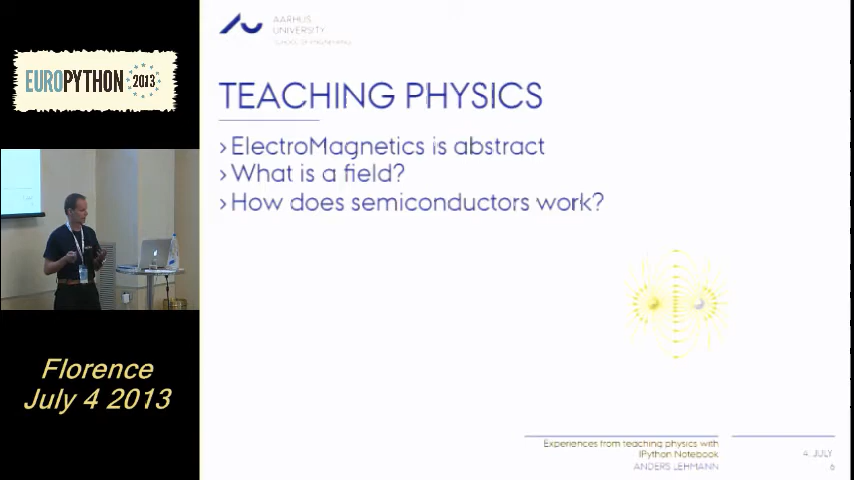 AARHUS
UNIVERSITY
SCHOOL OF ENGINEERING
EUROPYTHON 2013
TEACHING PHYSICS
› ElectroMagnetics is abstract
› What is a field?
› How does semiconductors work?
Florence
July 4 2013
Experiences from teaching physics with
IPython Notebook
ANDERS LEHMANN
4. JULY
6